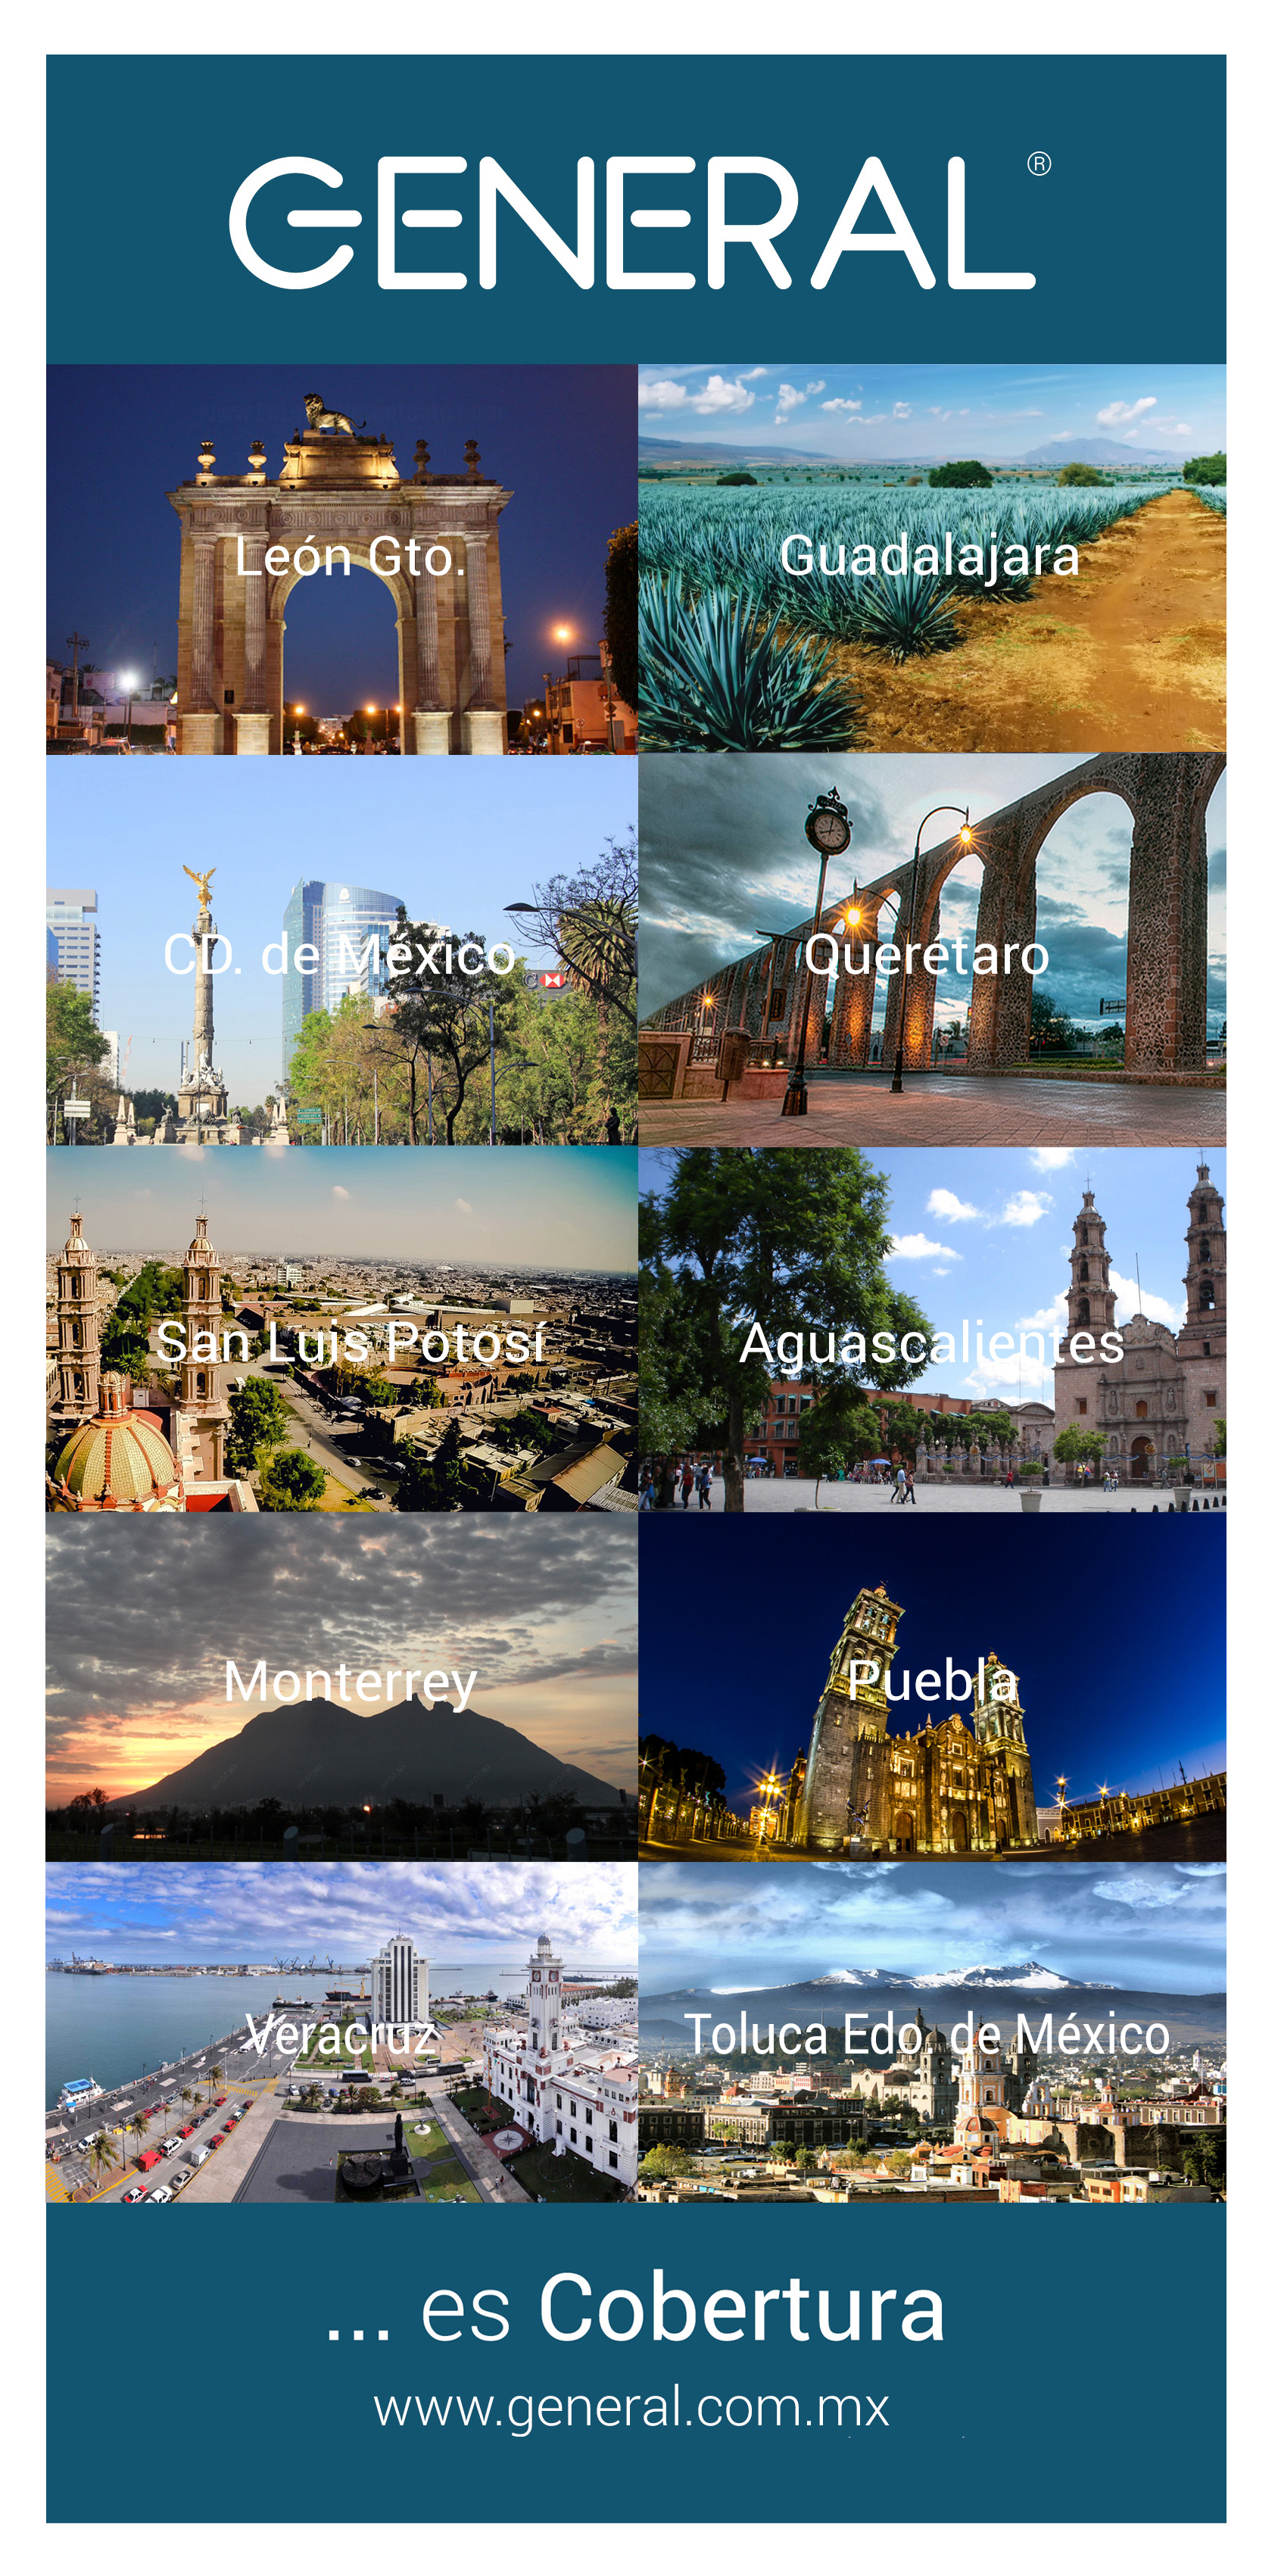 GENERAL®
León Gto.
Guadalajara
CD. de México
Querétaro
San Luis Potosí
Aguascalientes
Monterrey
Puebla
Veracruz
Toluca Edo. de México
... es Cobertura
www.general.com.mx